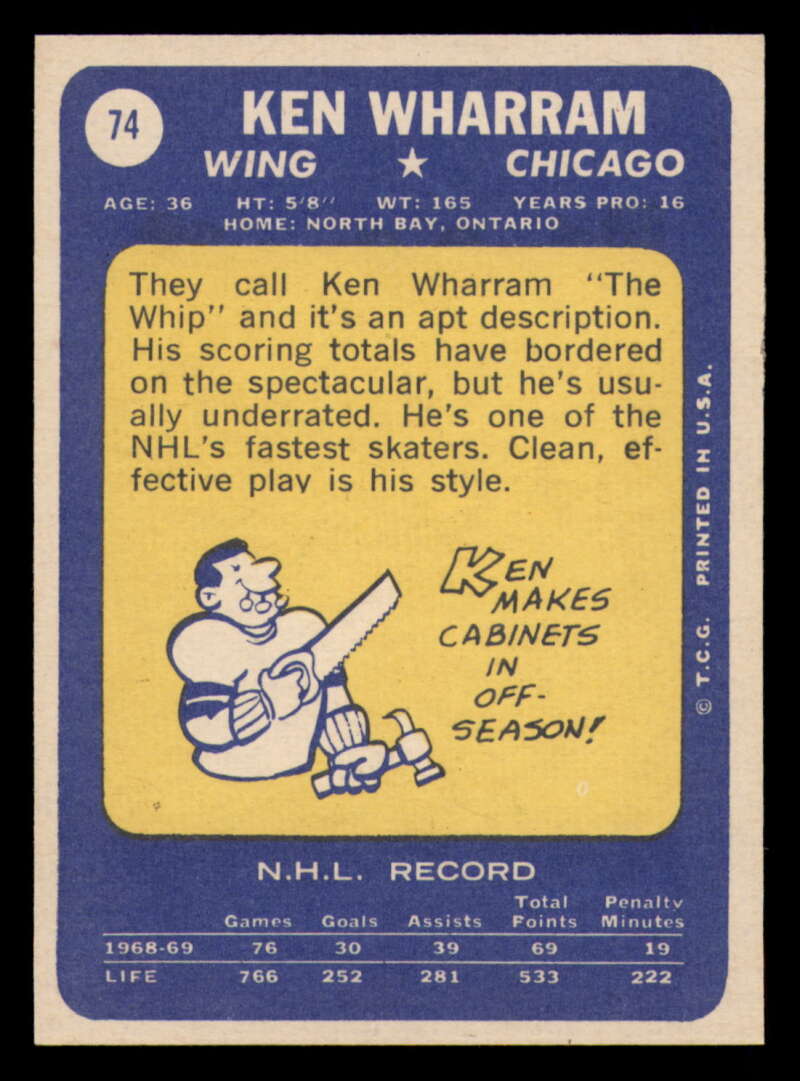 74
KEN WHARRAM
WING ★ CHICAGO
AGE: 36 HT: 5'8" WT: 165 YEARS PRO: 16
HOME: NORTH BAY, ONTARIO
They call Ken Wharram "The
Whip" and it's an apt description.
His scoring totals have bordered
on the spectacular, but he's usu-
ally underrated. He's one of the
NHL's fastest skaters. Clean, ef-
fective play is his style.
KEN
MAKES
CABINETS
IN
OFF-
SEASON!
© T.C.G. PRINTED IN U.S.A.
N.H.L. RECORD
Total Penalty
Games Goals Assists Points Minutes
1968-69 76 30 39 69 19
LIFE 766 252 281 533 222